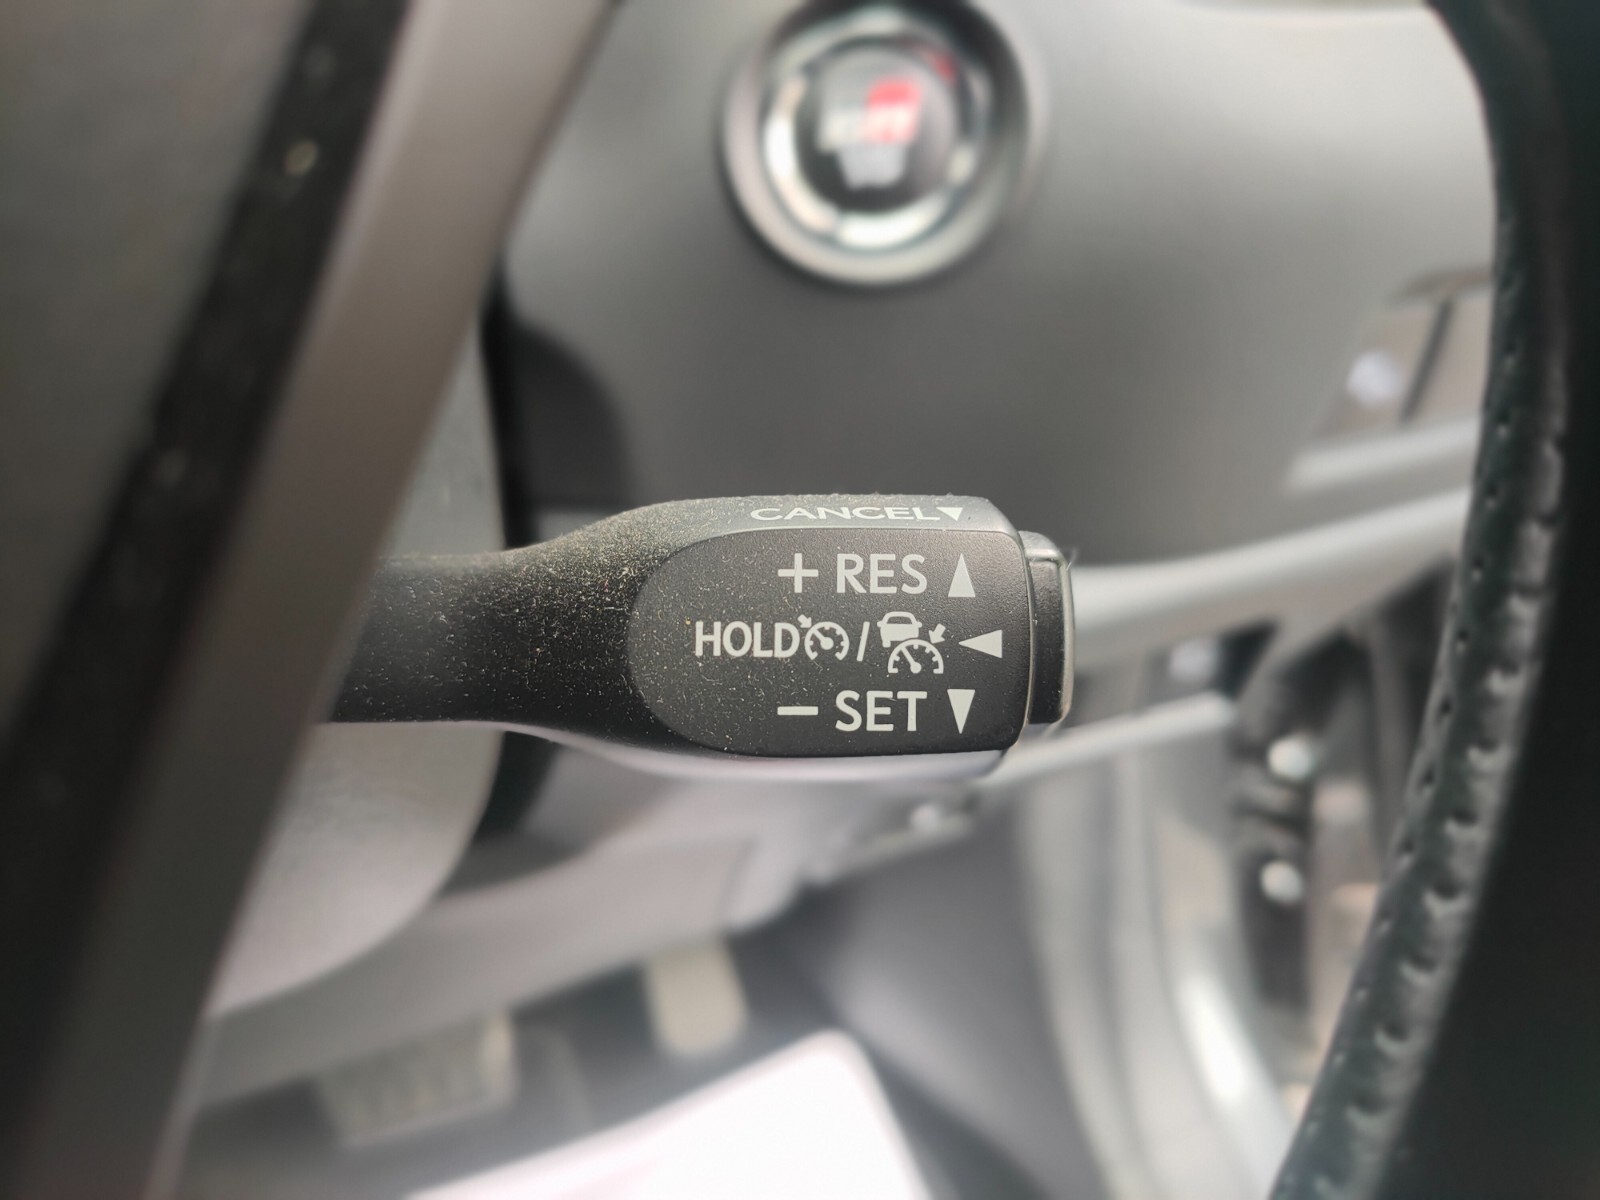 CANCEL▼
+ RES ▲
HOLD / ◀
− SET ▼